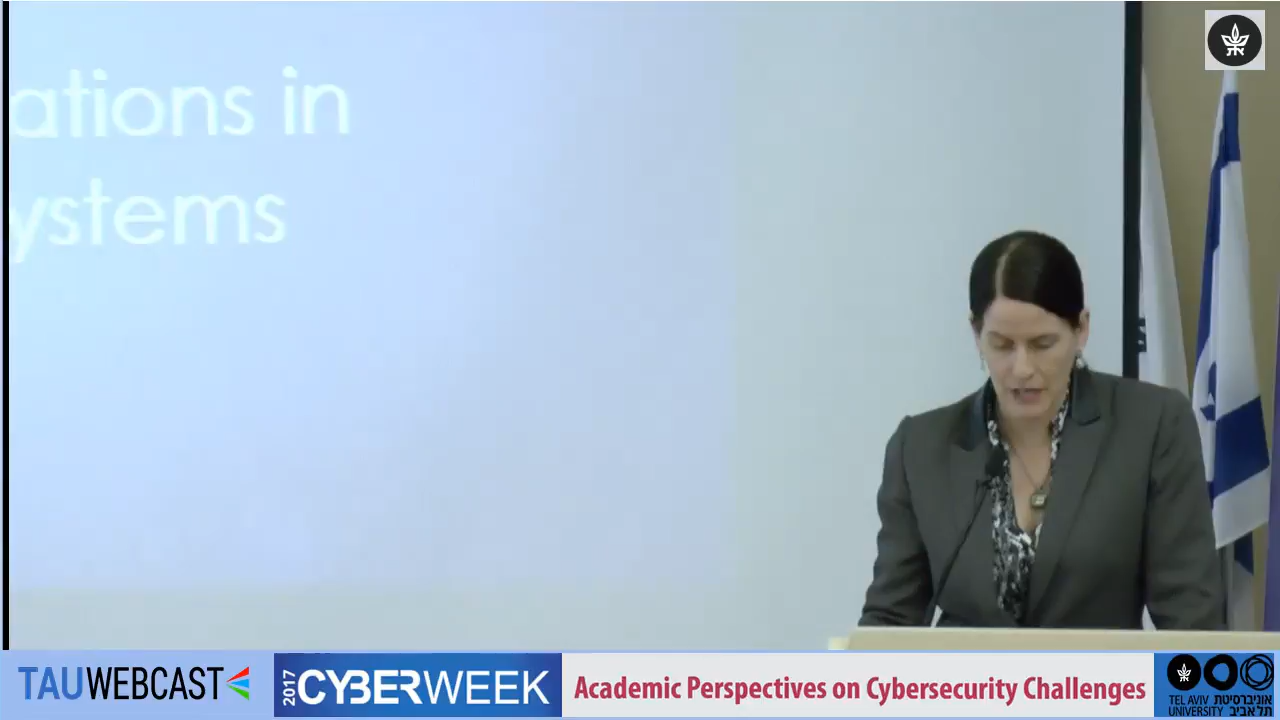 ations in
ystems
TAUWEBCAST
2017 CYBERWEEK
Academic Perspectives on Cybersecurity Challenges
TEL AVIV אוניברסיטת
UNIVERSITY תל אביב